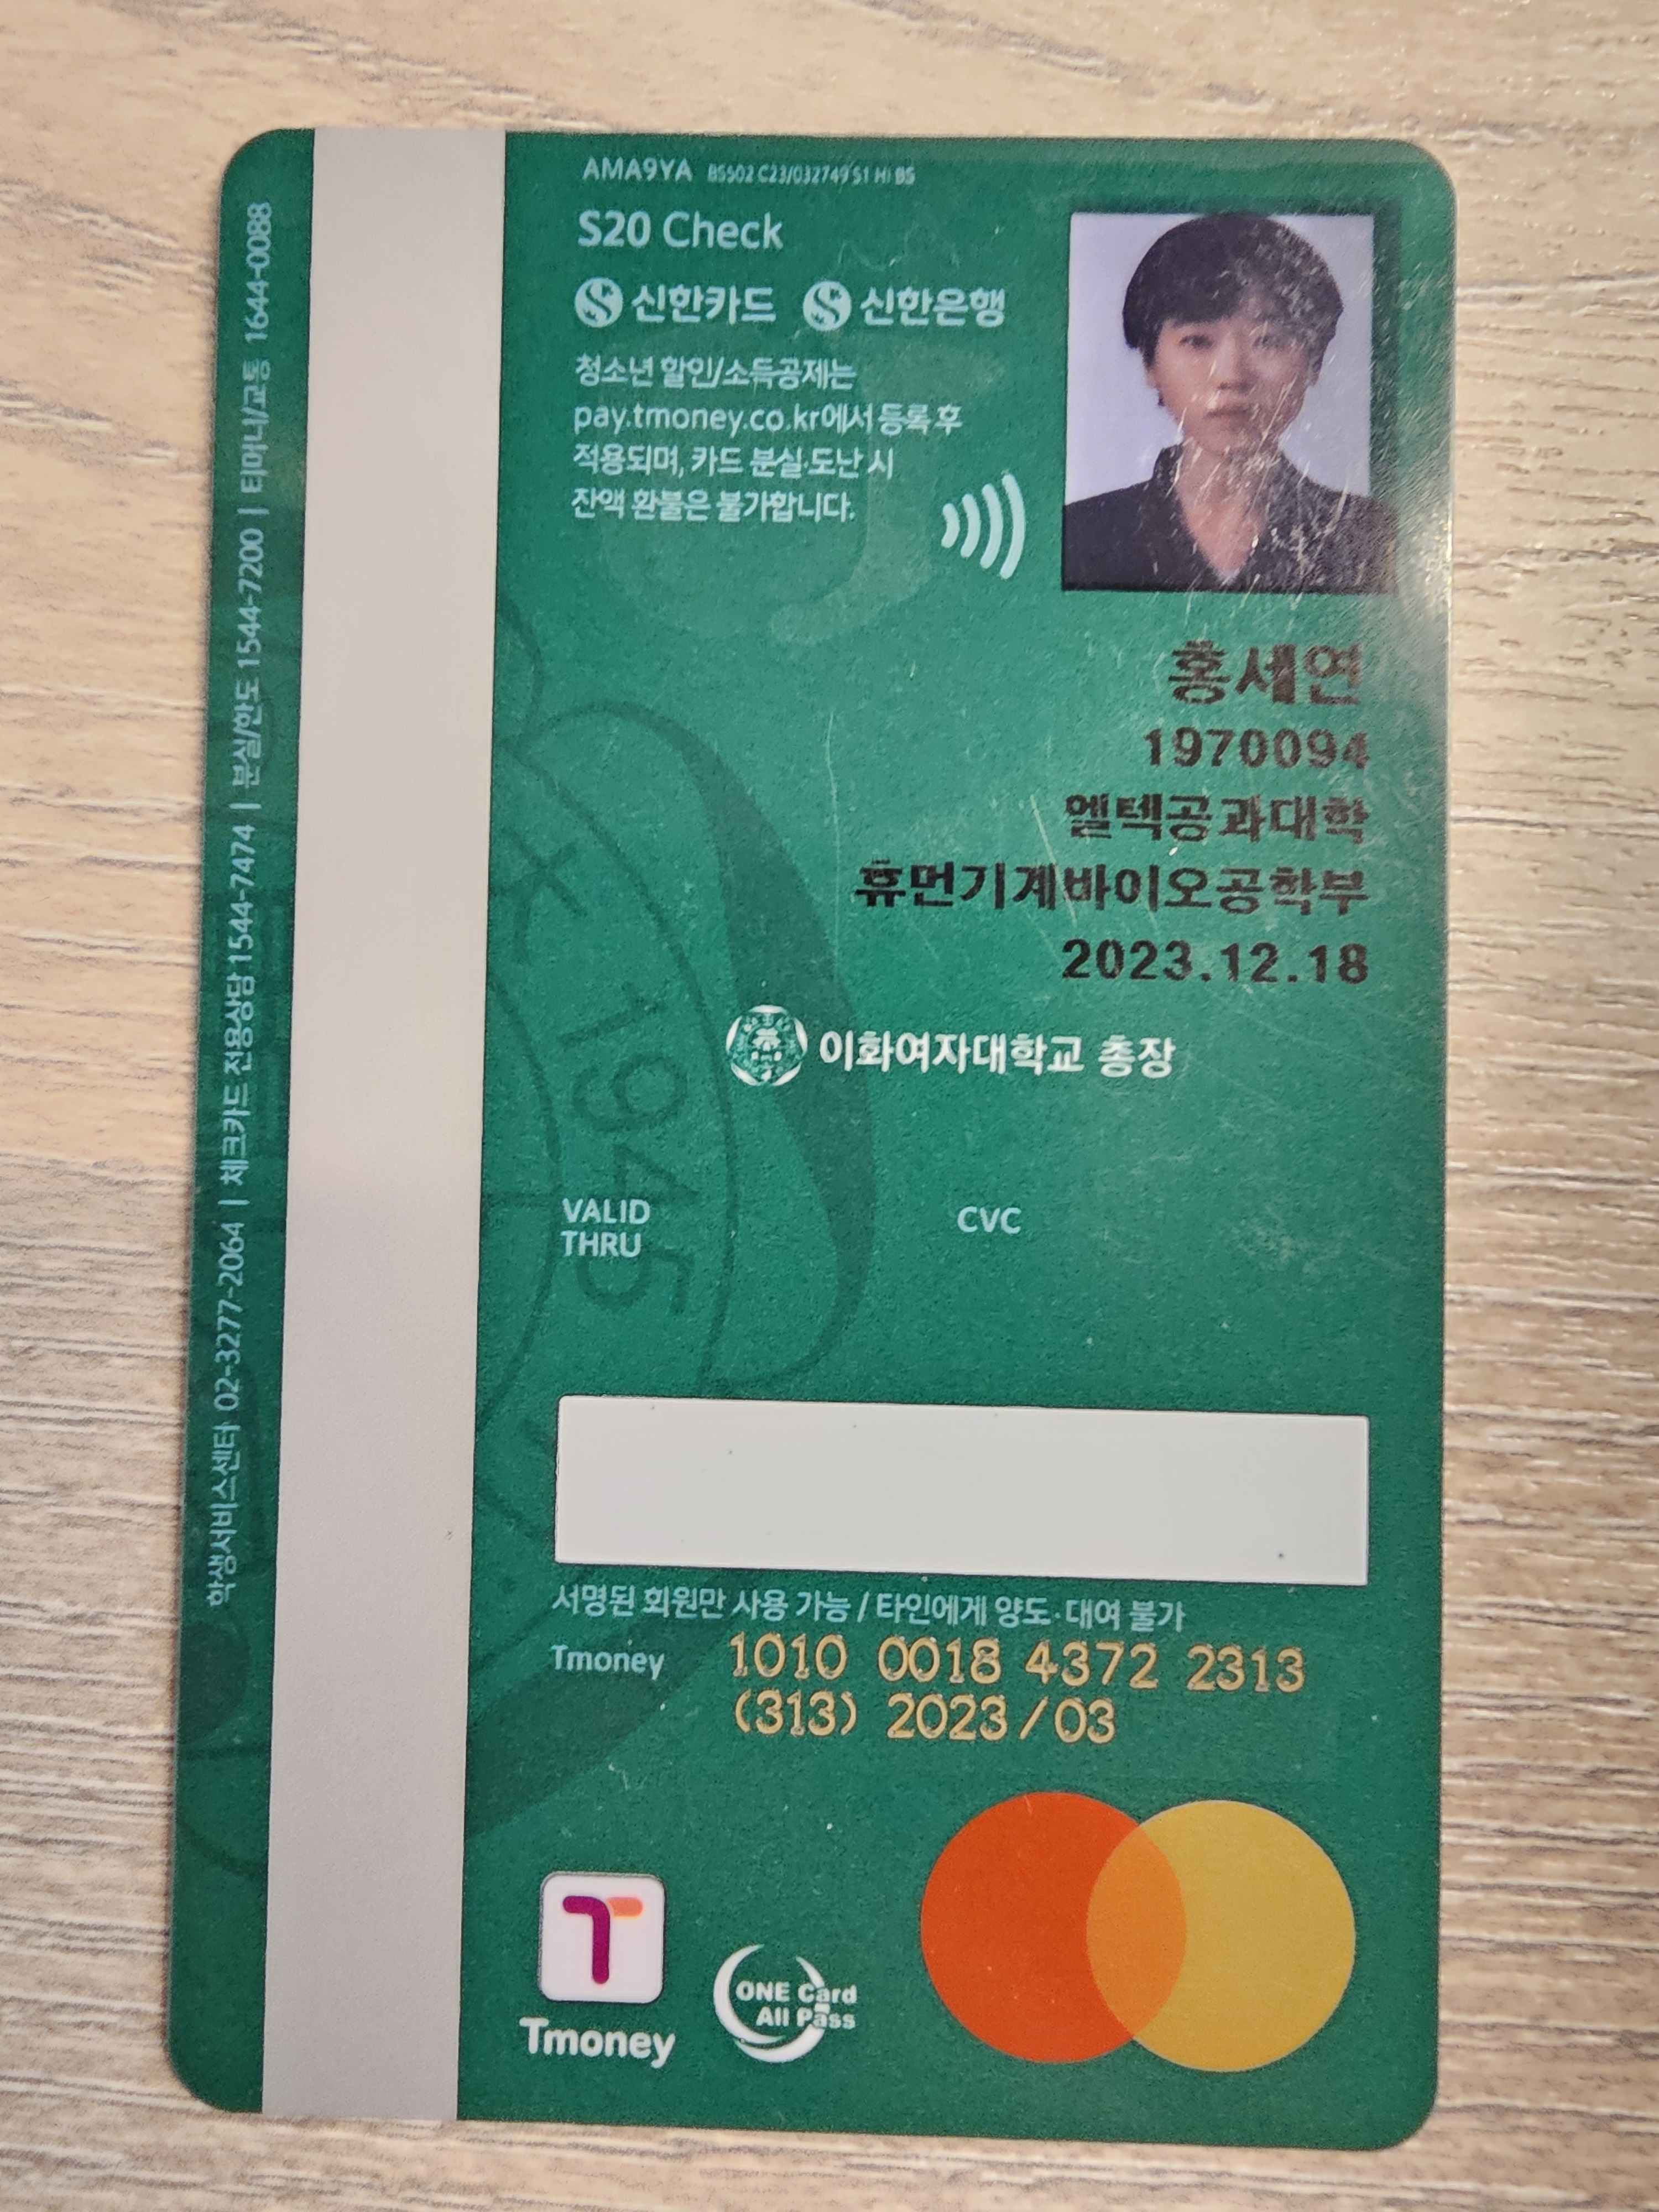 AMA9YA BS502 C23/032749 S1 Hi BS
S20 Check
신한카드 신한은행
청소년 할인/소득공제는
pay.tmoney.co.kr에서 등록 후
적용되며, 카드 분실·도난 시
잔액 환불은 불가합니다.
홍세연
1970094
엘텍공과대학
휴먼기계바이오공학부
2023.12.18
이화여자대학교 총장
1945
VALID
THRU
CVC
서명된 회원만 사용 가능 / 타인에게 양도·대여 불가
Tmoney 1010 0018 4372 2313
(313) 2023/03
Tmoney
ONE Card
All Pass
학생서비스센터 02-3277-2064 | 체크카드 전용상담 1544-7474 | 분실/한도 1544-7200 | 티머니/교통 1644-0088